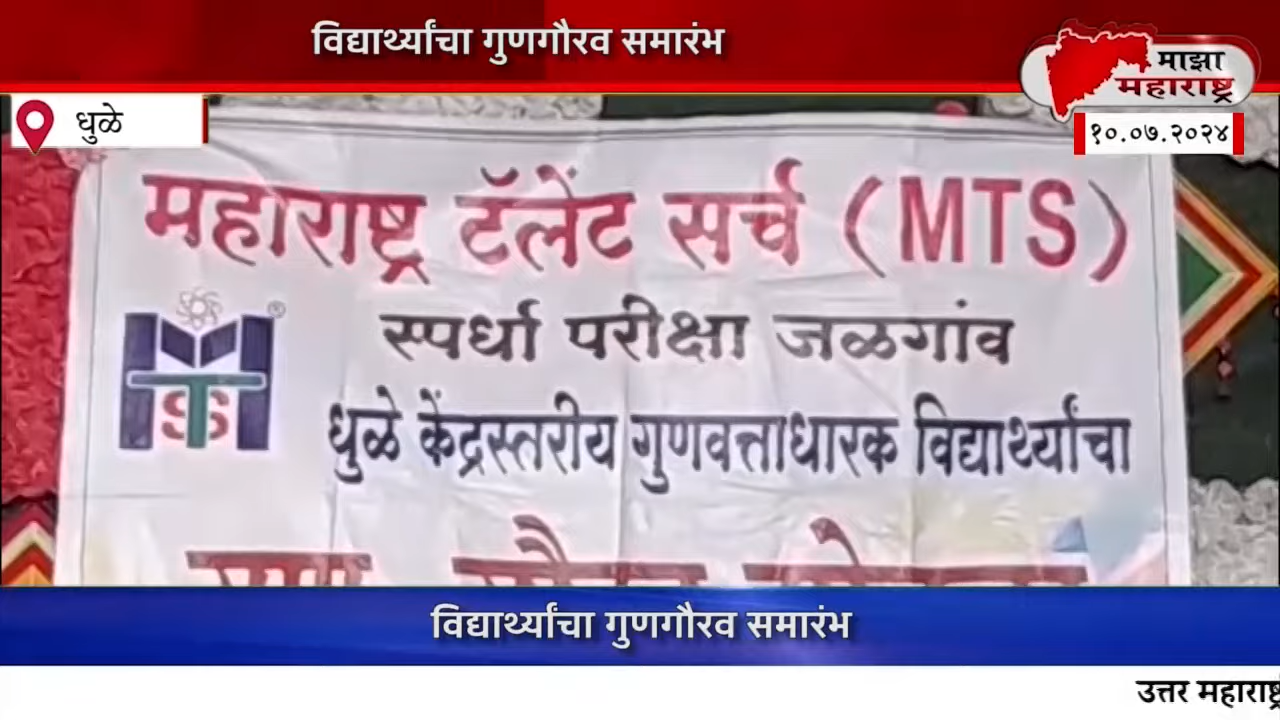 विद्यार्थ्यांचा गुणगौरव समारंभ
माझा
महाराष्ट्र
१०.०७.२०२४
धुळे
महाराष्ट्र टॅलेंट सर्च (MTS)
MTS
®
स्पर्धा परीक्षा जळगांव
धुळे केंद्रस्तरीय गुणवत्ताधारक विद्यार्थ्यांचा
विद्यार्थ्यांचा गुणगौरव समारंभ
उत्तर महाराष्ट्र